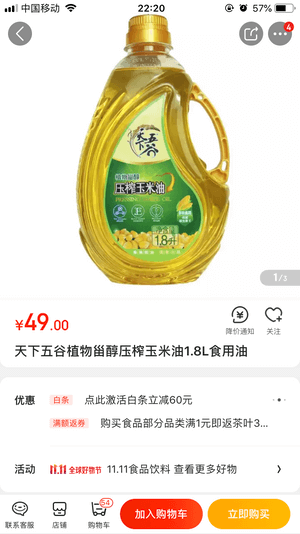 中国移动
22:20
57%
4
天下五谷
植物甾醇
压榨玉米油
1.8升
1/3
¥49.00
降价通知
关注
天下五谷植物甾醇压榨玉米油1.8L食用油
优惠
白条
点此激活白条立减60元
满额返券
购买食品部分品类满1元即返茶叶3...
活动
11.11 全球好物节
11.11食品饮料 查看更多好物
联系客服
店铺
54
购物车
加入购物车
立即购买